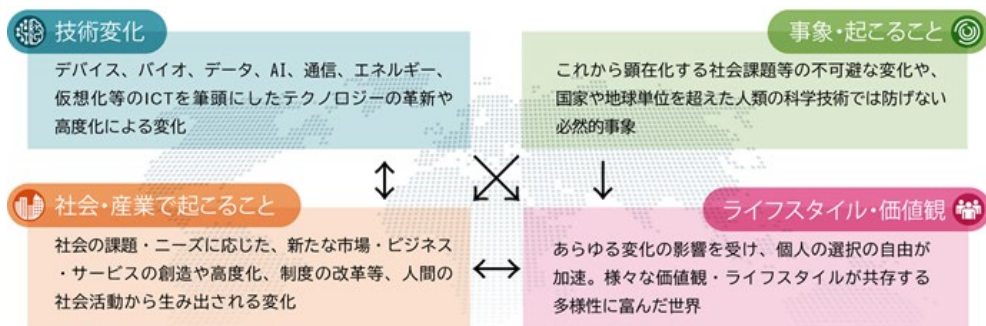 技術変化
デバイス、バイオ、データ、AI、通信、エネルギー、
仮想化等のICTを筆頭にしたテクノロジーの革新や
高度化による変化
事象・起こること
これから顕在化する社会課題等の不可避な変化や、
国家や地球単位を超えた人類の科学技術では防げない
必然的事象
社会・産業で起こること
社会の課題・ニーズに応じた、新たな市場・ビジネス
・サービスの創造や高度化、制度の改革等、人間の
社会活動から生み出される変化
ライフスタイル・価値観
あらゆる変化の影響を受け、個人の選択の自由が
加速。様々な価値観・ライフスタイルが共存する
多様性に富んだ世界